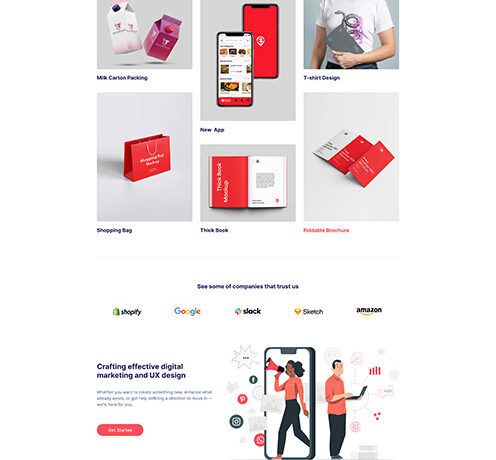 Milk Carton Packing
New App
T-shirt Design
Shopping Bag
Mockup
Thick Book
Mockup
Shopping Bag
Thick Book
Foldable Brochure
See some of companies that trust us
shopify
Google
slack
Sketch
amazon
Crafting effective digital
marketing and UX design
Whether you want to create something new, enhance what
already exists, or get help defining a direction to move in —
we're here for you.
Get Started